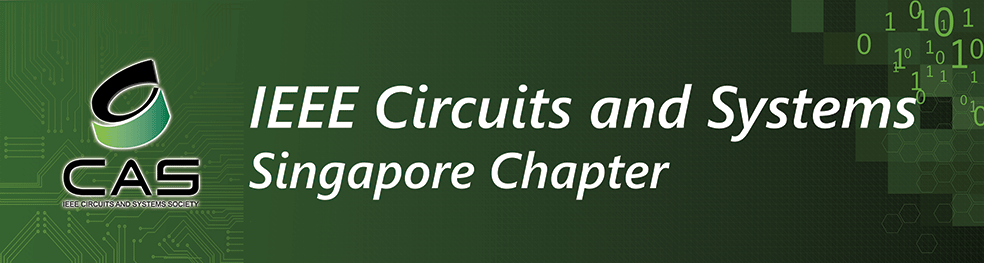 CAS
IEEE CIRCUITS AND SYSTEMS SOCIETY
IEEE Circuits and Systems
Singapore Chapter